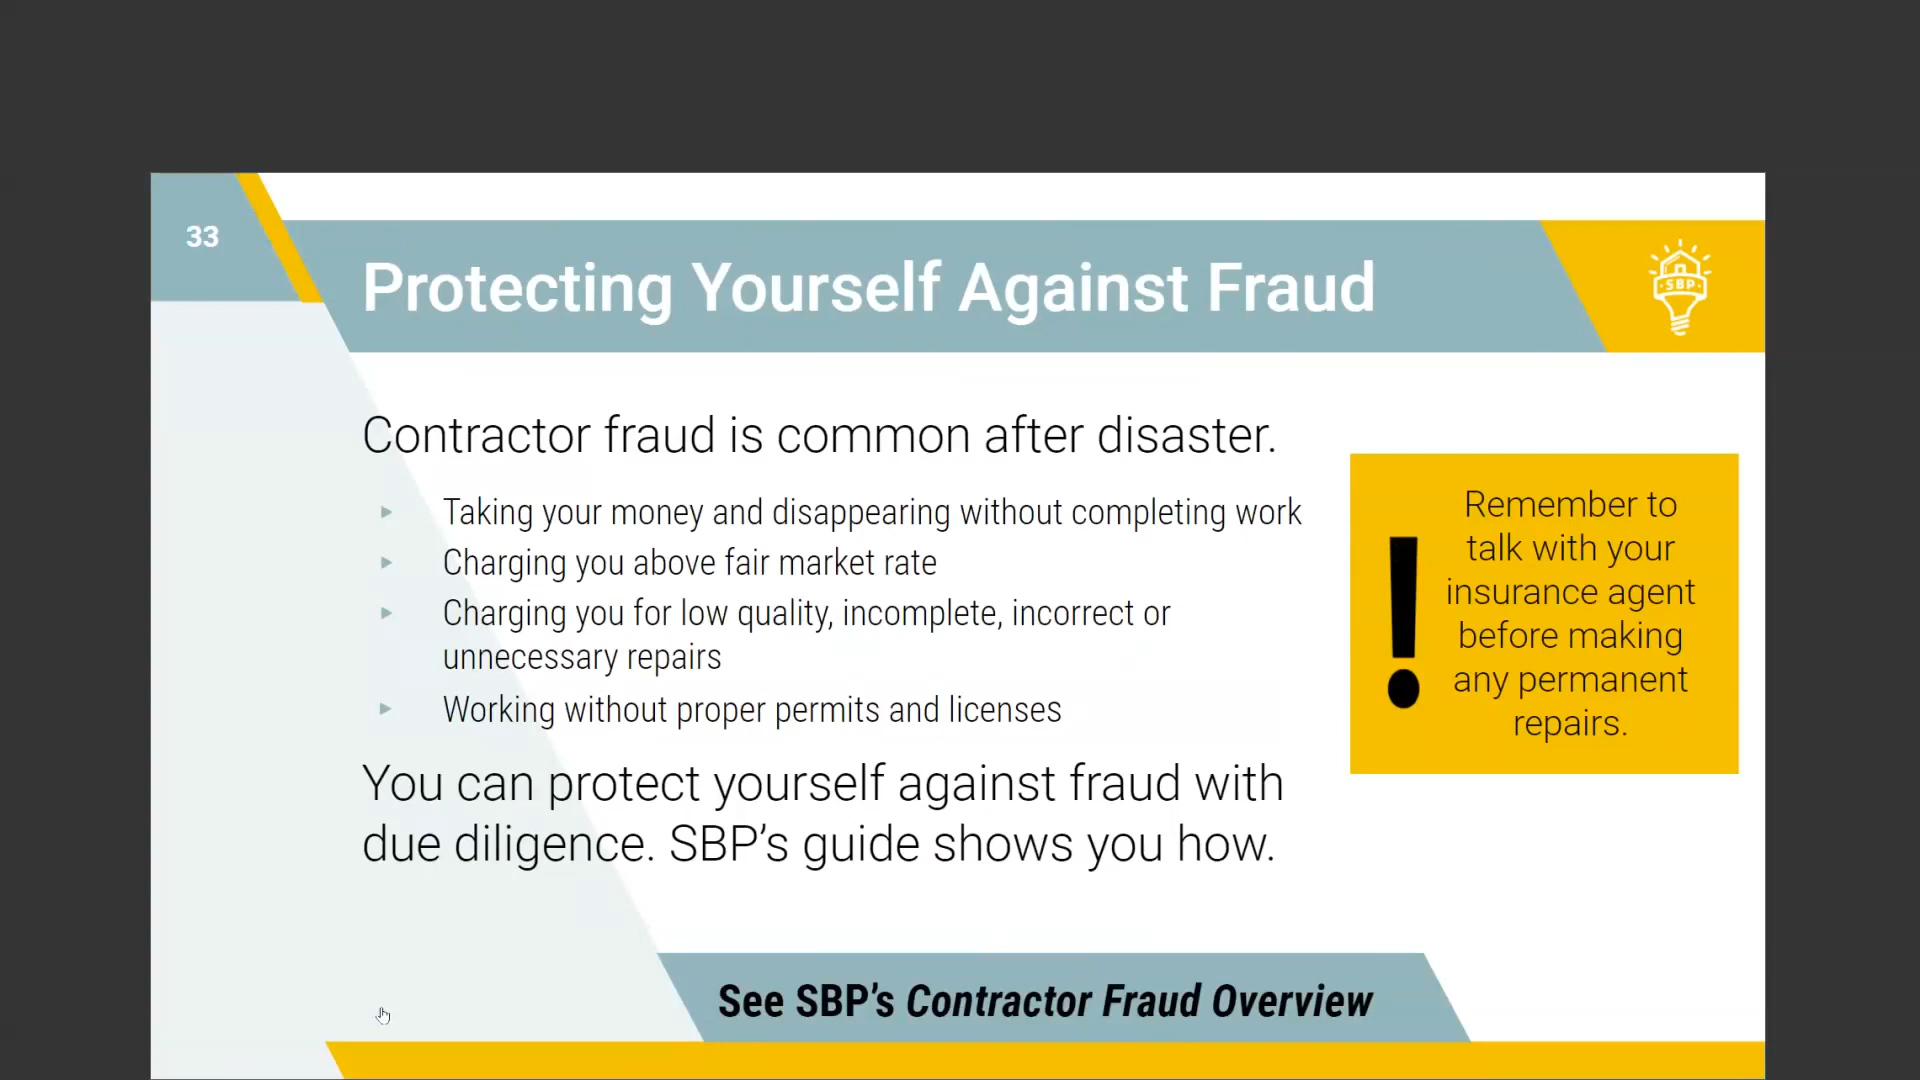 33
Protecting Yourself Against Fraud
SBP
Contractor fraud is common after disaster.
Taking your money and disappearing without completing work
Charging you above fair market rate
Charging you for low quality, incomplete, incorrect or
unnecessary repairs
Working without proper permits and licenses
You can protect yourself against fraud with
due diligence. SBP’s guide shows you how.
Remember to
talk with your
insurance agent
before making
any permanent
repairs.
!
See SBP’s Contractor Fraud Overview